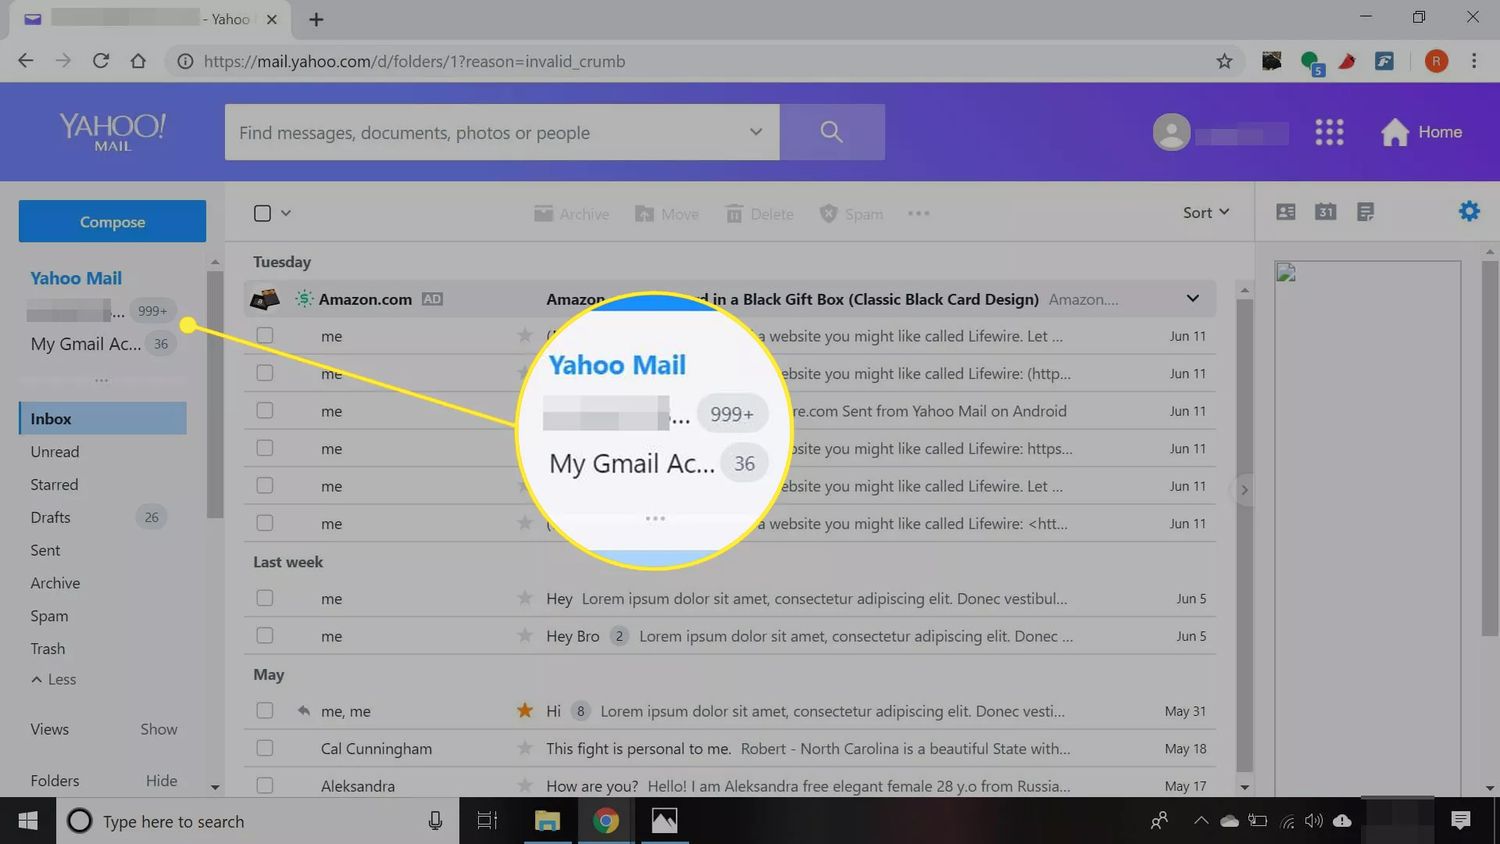 - Yahoo
https://mail.yahoo.com/d/folders/1?reason=invalid_crumb
5
R
YAHOO!
MAIL
Find messages, documents, photos or people
Home
Compose
Archive
Move
Delete
Spam
Sort
31
Yahoo Mail
... 999+
My Gmail Ac... 36
...
Inbox
Unread
Starred
Drafts 26
Sent
Archive
Spam
Trash
Less
Views Show
Folders Hide
Tuesday
Amazon.com AD Amazon d in a Black Gift Box (Classic Black Card Design) Amazon....
me a website you might like called Lifewire. Let ... Jun 11
me ebsite you might like called Lifewire: (http... Jun 11
me re.com Sent from Yahoo Mail on Android Jun 11
me ebsite you might like called Lifewire: https... Jun 11
me ebsite you might like called Lifewire. Let ... Jun 11
me a website you might like called Lifewire: <htt... Jun 11
Yahoo Mail
... 999+
My Gmail Ac... 36
...
Last week
me Hey Lorem ipsum dolor sit amet, consectetur adipiscing elit. Donec vestibul... Jun 5
me Hey Bro 2 Lorem ipsum dolor sit amet, consectetur adipiscing elit. Donec ... Jun 5
May
me, me Hi 8 Lorem ipsum dolor sit amet, consectetur adipiscing elit. Donec vesti... May 31
Cal Cunningham This fight is personal to me. Robert - North Carolina is a beautiful State with... May 18
Aleksandra How are you? Hello! I am Aleksandra free elegant female 28 y.o from Russia... May 17
Type here to search